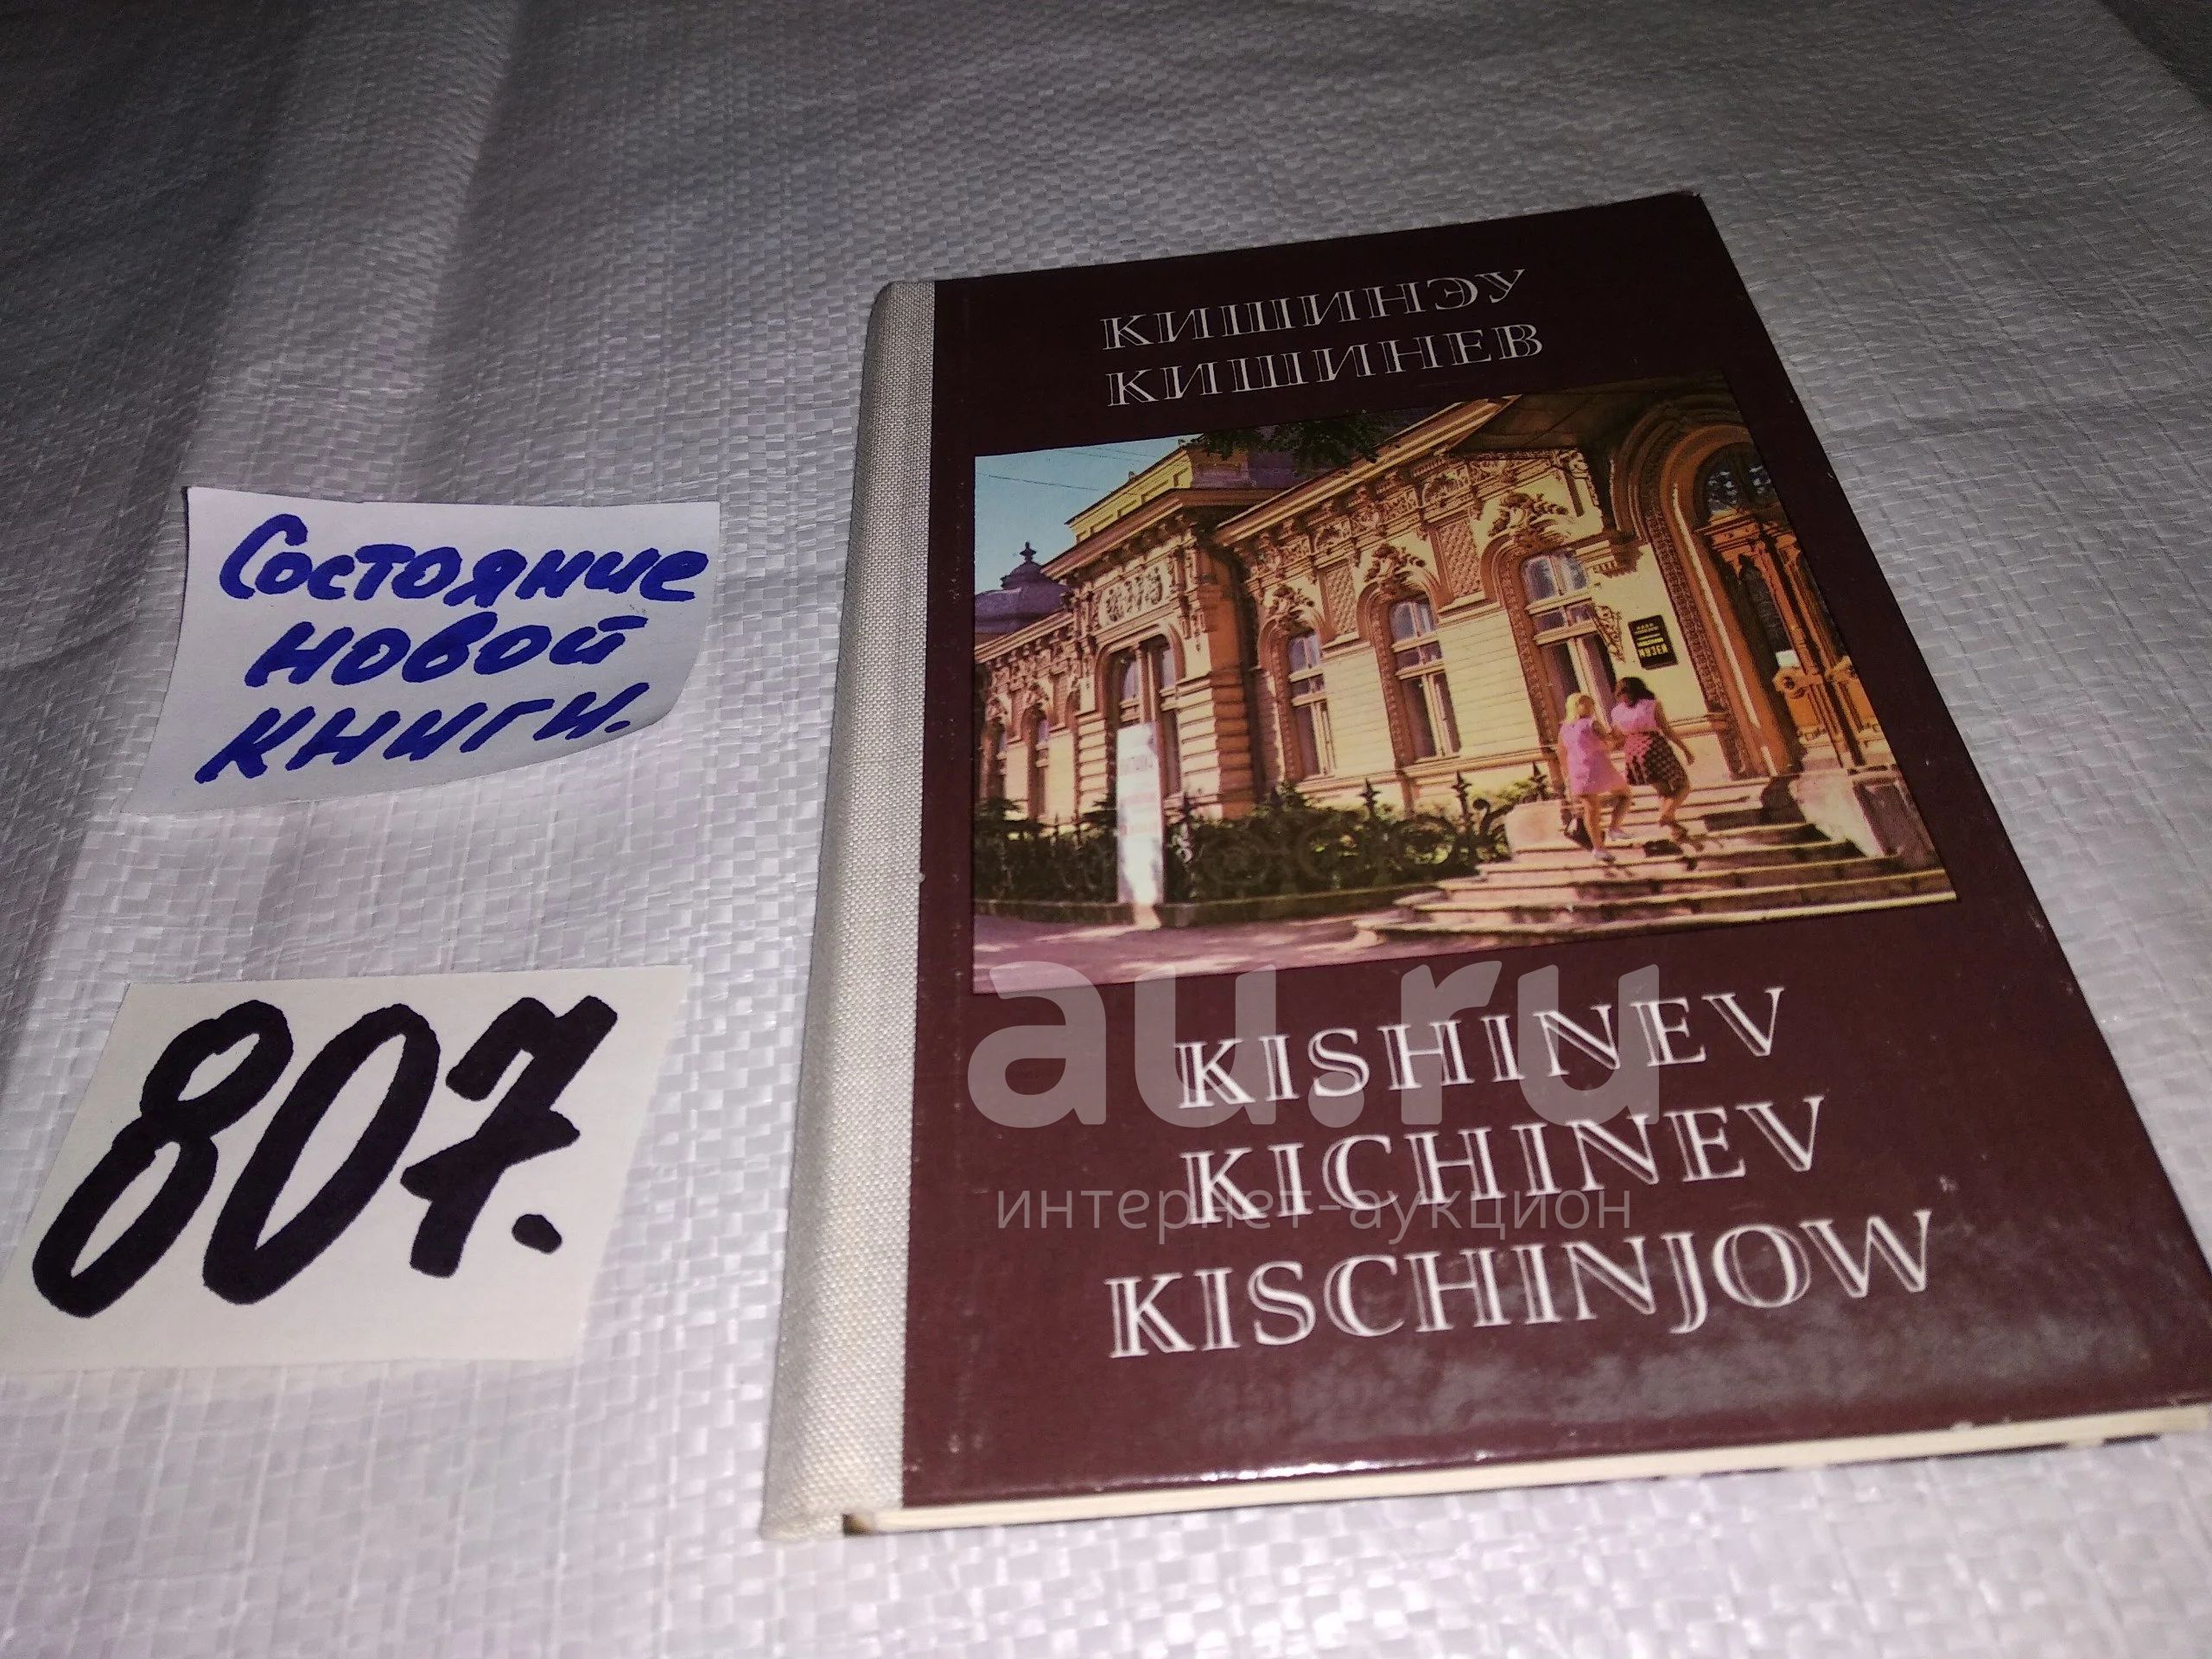 Состояние
новой
книги.
807.
КИШИНЭУ
КИШИНЕВ
МУЗЕЙ
KISHINEV
KICHINEV
KISCHINJOW
au.ru
интернет-аукцион